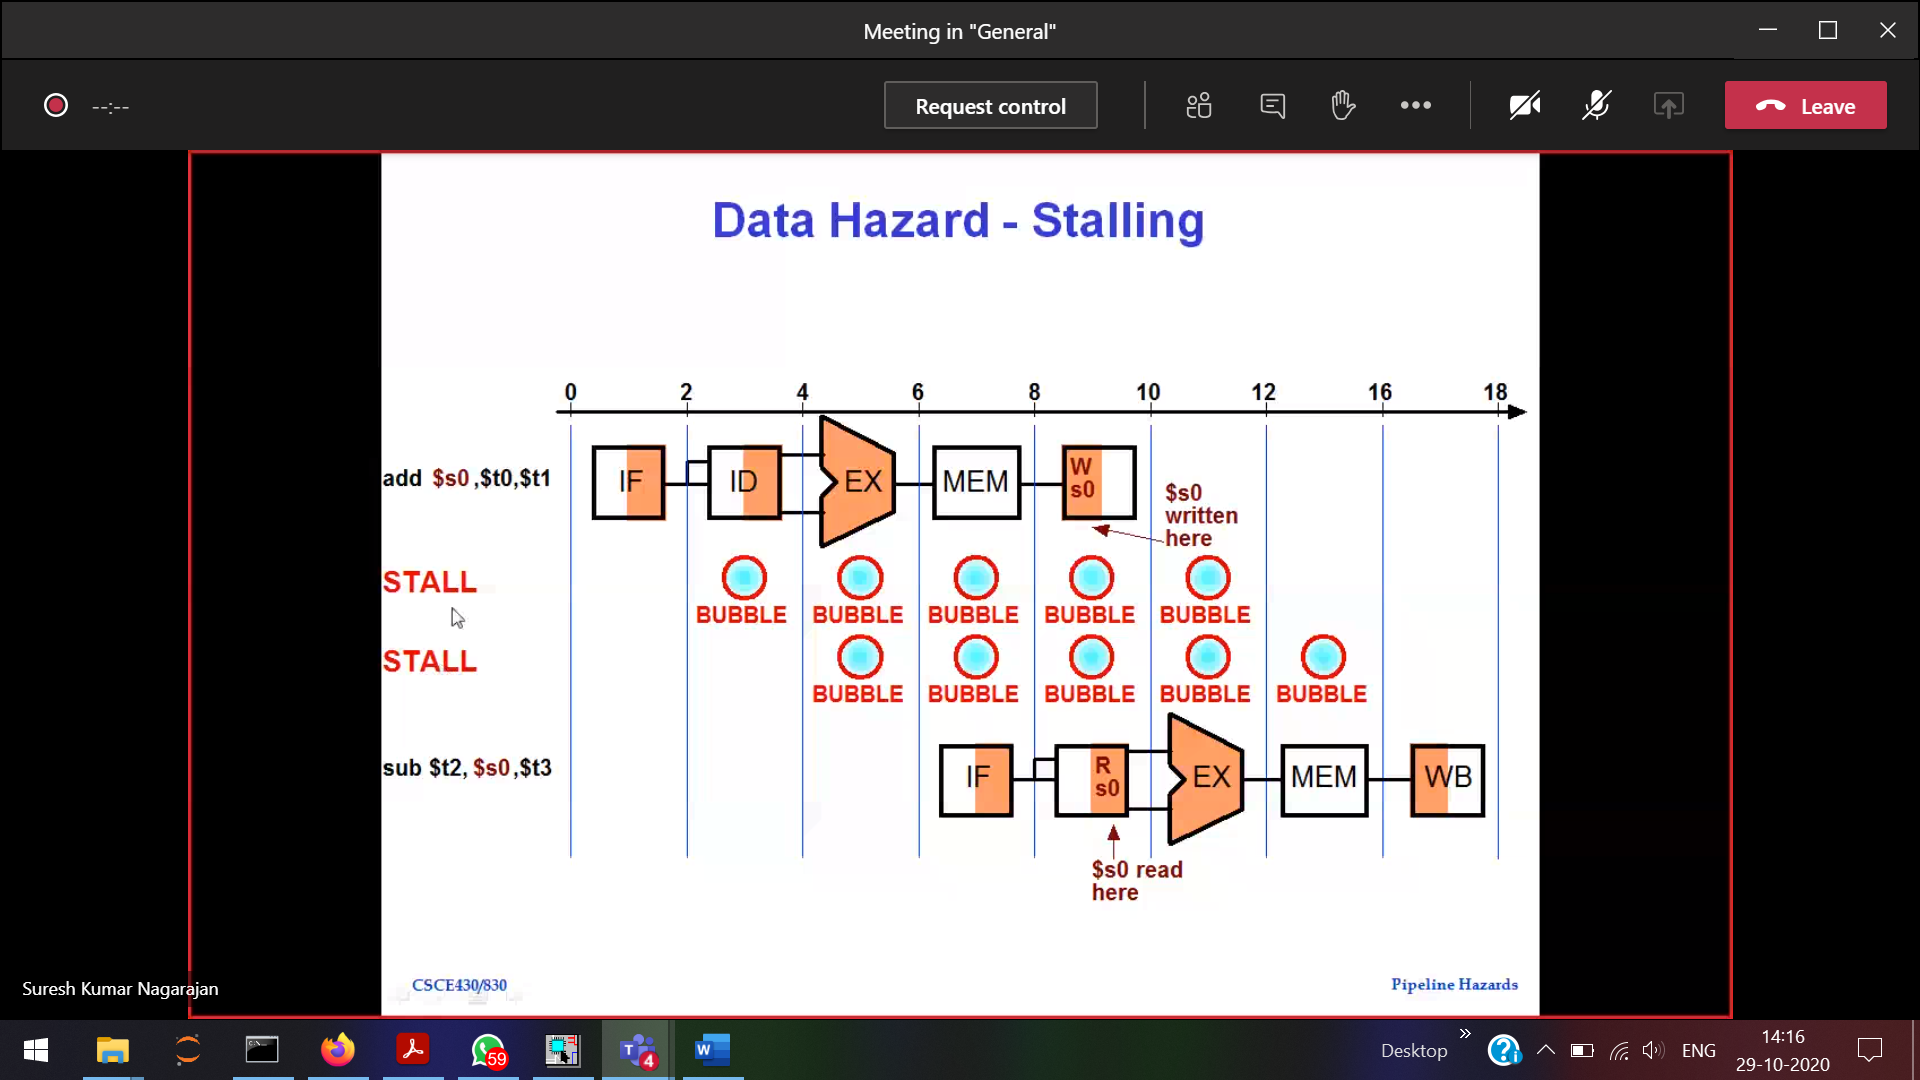 Meeting in "General"
--:--
Request control
Leave
Data Hazard - Stalling
0 2 4 6 8 10 12 16 18
add $s0,$t0,$t1
IF ID EX MEM W s0
$s0 written here
STALL
BUBBLE BUBBLE BUBBLE BUBBLE BUBBLE
STALL
BUBBLE BUBBLE BUBBLE BUBBLE BUBBLE
sub $t2, $s0,$t3
IF R s0 EX MEM WB
$s0 read
here
Suresh Kumar Nagarajan
CSCE430/830
Pipeline Hazards
59
T
4
W
Desktop
ENG
14:16
29-10-2020